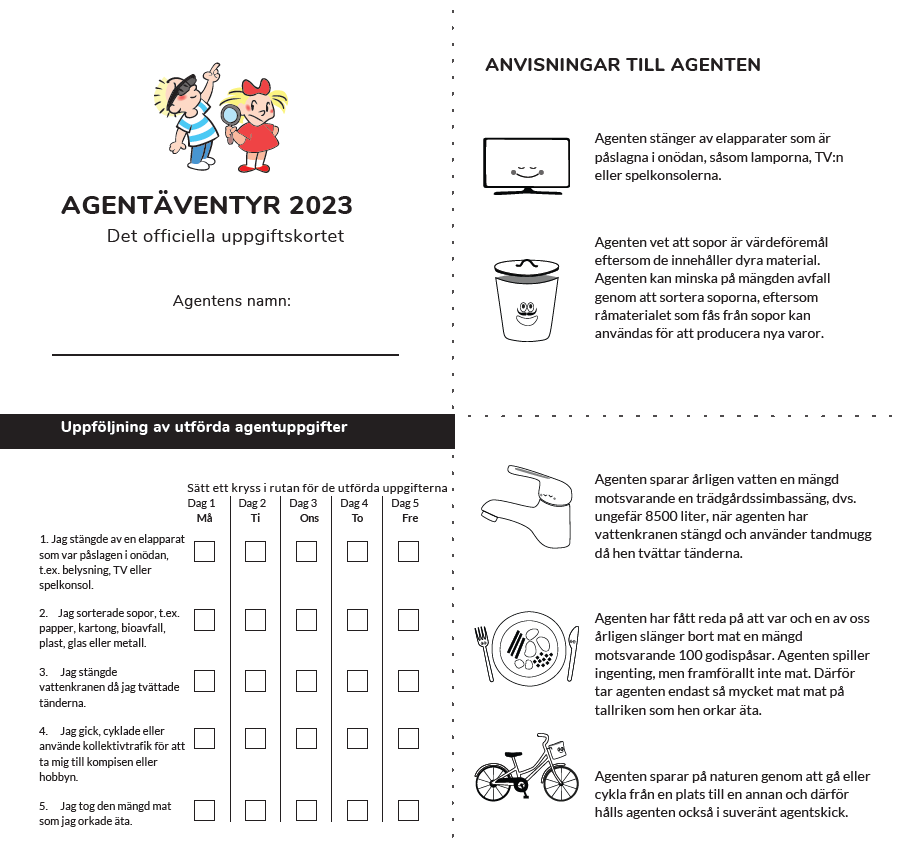 AGENTÄVENTYR 2023
Det officiella uppgiftskortet
Agentens namn:
Uppföljning av utförda agentuppgifter
Sätt ett kryss i rutan för de utförda uppgifterna
Dag 1 Dag 2 Dag 3 Dag 4 Dag 5
Må Ti Ons To Fre
1. Jag stängde av en elapparat
som var påslagen i onödan,
t.ex. belysning, TV eller
spelkonsol.
2. Jag sorterade sopor, t.ex.
papper, kartong, bioavfall,
plast, glas eller metall.
3. Jag stängde
vattenkranen då jag tvättade
tänderna.
4. Jag gick, cyklade eller
använde kollektivtrafik för att
ta mig till kompisen eller
hobbyn.
5. Jag tog den mängd mat
som jag orkade äta.
ANVISNINGAR TILL AGENTEN
Agenten stänger av elapparater som är
påslagna i onödan, såsom lamporna, TV:n
eller spelkonsolerna.
Agenten vet att sopor är värdeföremål
eftersom de innehåller dyra material.
Agenten kan minska på mängden avfall
genom att sortera soporna, eftersom
råmaterialet som fås från sopor kan
användas för att producera nya varor.
Agenten sparar årligen vatten en mängd
motsvarande en trädgårdssimbassäng, dvs.
ungefär 8500 liter, när agenten har
vattenkranen stängd och använder tandmugg
då hen tvättar tänderna.
Agenten har fått reda på att var och en av oss
årligen slänger bort mat en mängd
motsvarande 100 godispåsar. Agenten spiller
ingenting, men framförallt inte mat. Därför
tar agenten endast så mycket mat mat på
tallriken som hen orkar äta.
Agenten sparar på naturen genom att gå eller
cykla från en plats till en annan och därför
hålls agenten också i suveränt agentskick.